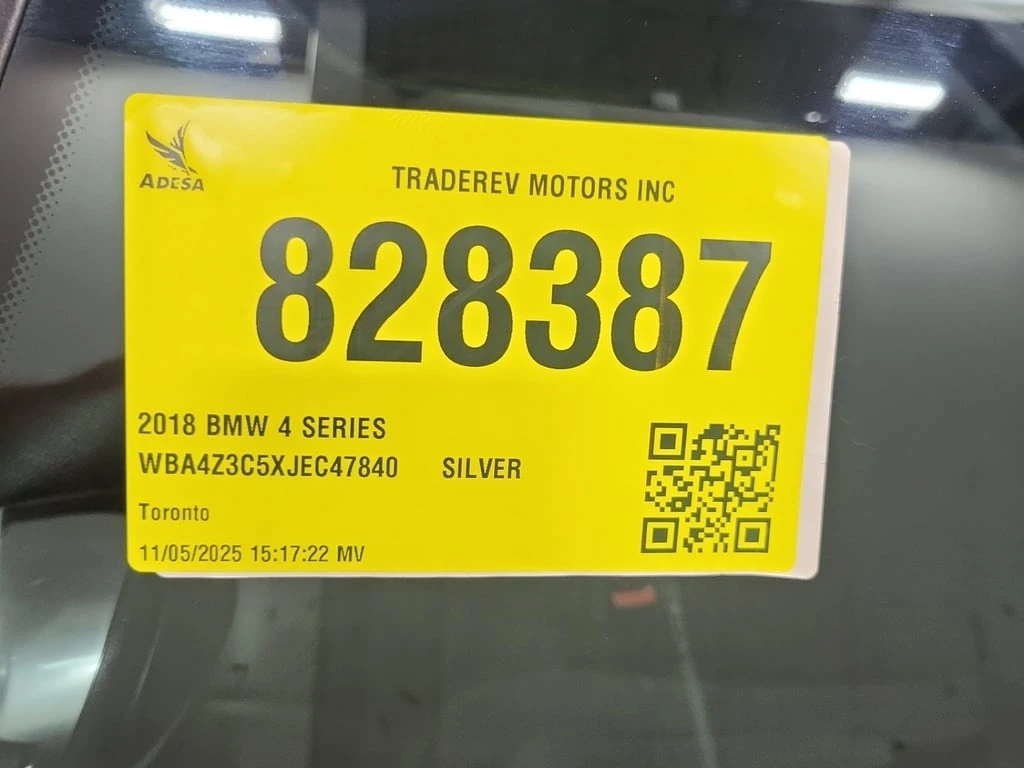 ADESA
TRADEREV MOTORS INC
828387
2018 BMW 4 SERIES
WBA4Z3C5XJEC47840 SILVER
Toronto
11/05/2025 15:17:22 MV